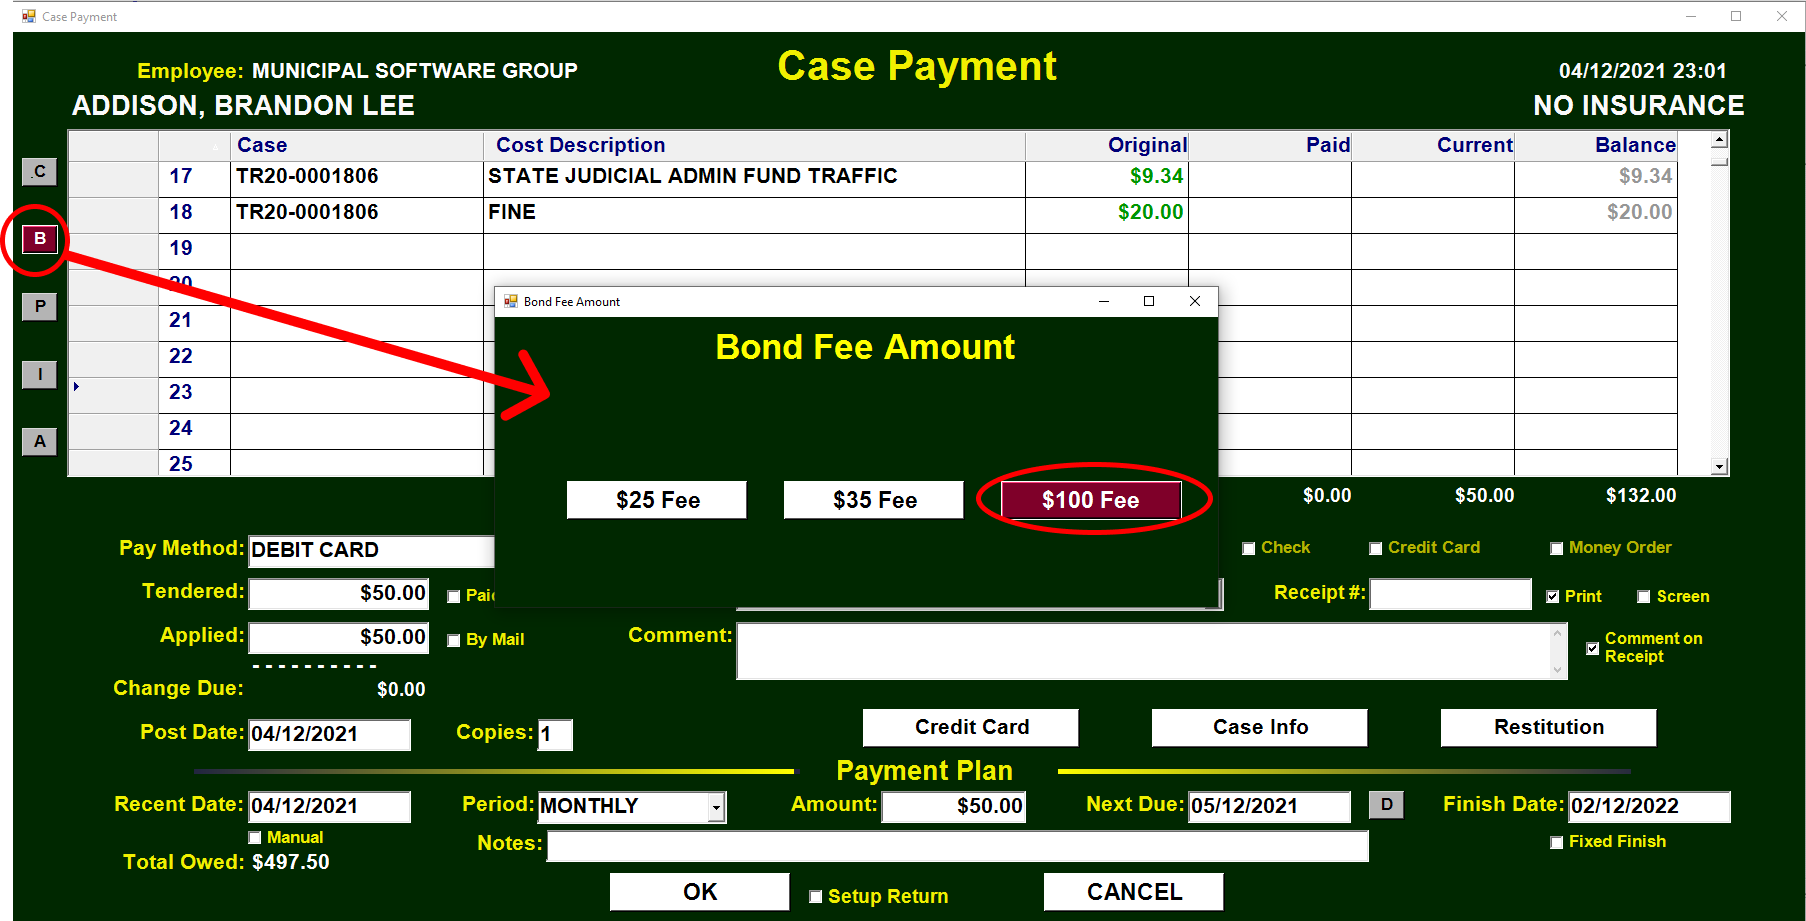 Case Payment
Case Payment
Employee: MUNICIPAL SOFTWARE GROUP
04/12/2021 23:01
ADDISON, BRANDON LEE
NO INSURANCE
Case Cost Description Original Paid Current Balance
.C
17 TR20-0001806 STATE JUDICIAL ADMIN FUND TRAFFIC $9.34 $9.34
18 TR20-0001806 FINE $20.00 $20.00
B
19
20
P
21
22
I
23
24
A
25
Bond Fee Amount
Bond Fee Amount
$25 Fee $35 Fee $100 Fee
$0.00 $50.00 $132.00
Pay Method: DEBIT CARD
Check Credit Card Money Order
Tendered: $50.00 Paid
Receipt #: Print Screen
Applied: $50.00 By Mail
Comment:
Comment on
Receipt
----------
Change Due: $0.00
Post Date: 04/12/2021 Copies: 1
Credit Card Case Info Restitution
Payment Plan
Recent Date: 04/12/2021 Period: MONTHLY Amount: $50.00 Next Due: 05/12/2021 D Finish Date: 02/12/2022
Manual
Notes:
Fixed Finish
Total Owed: $497.50
OK Setup Return CANCEL